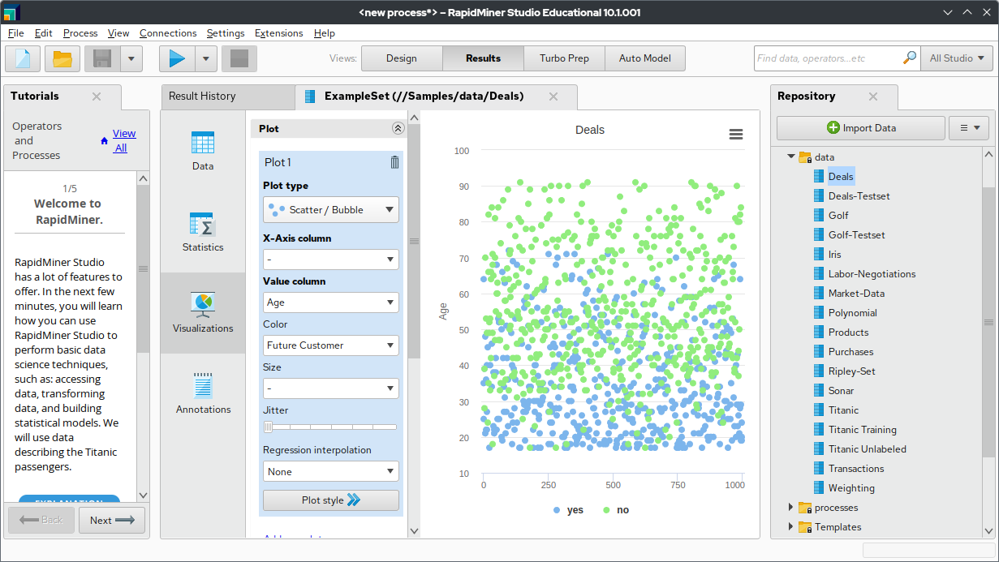 <new process*> – RapidMiner Studio Educational 10.1.001
File Edit Process View Connections Settings Extensions Help
Views: Design Results Turbo Prep Auto Model
Find data, operators...etc
All Studio
Tutorials
Operators and Processes
View All
1/5
Welcome to
RapidMiner.
RapidMiner Studio
has a lot of features to
offer. In the next few
minutes, you will learn
how you can use
RapidMiner Studio to
perform basic data
science techniques,
such as: accessing
data, transforming
data, and building
statistical models. We
will use data
describing the Titanic
passengers.
EXPLANATION
Back
Next
Result History
ExampleSet (//Samples/data/Deals)
Data
Statistics
Visualizations
Annotations
Plot
Plot 1
Plot type
Scatter / Bubble
X-Axis column
-
Value column
Age
Color
Future Customer
Size
-
Jitter
Regression interpolation
None
Plot style
Deals
Age
100
90
80
70
60
50
40
30
20
10
0 250 500 750 1000
yes no
Repository
Import Data
data
Deals
Deals-Testset
Golf
Golf-Testset
Iris
Labor-Negotiations
Market-Data
Polynomial
Products
Purchases
Ripley-Set
Sonar
Titanic
Titanic Training
Titanic Unlabeled
Transactions
Weighting
processes
Templates